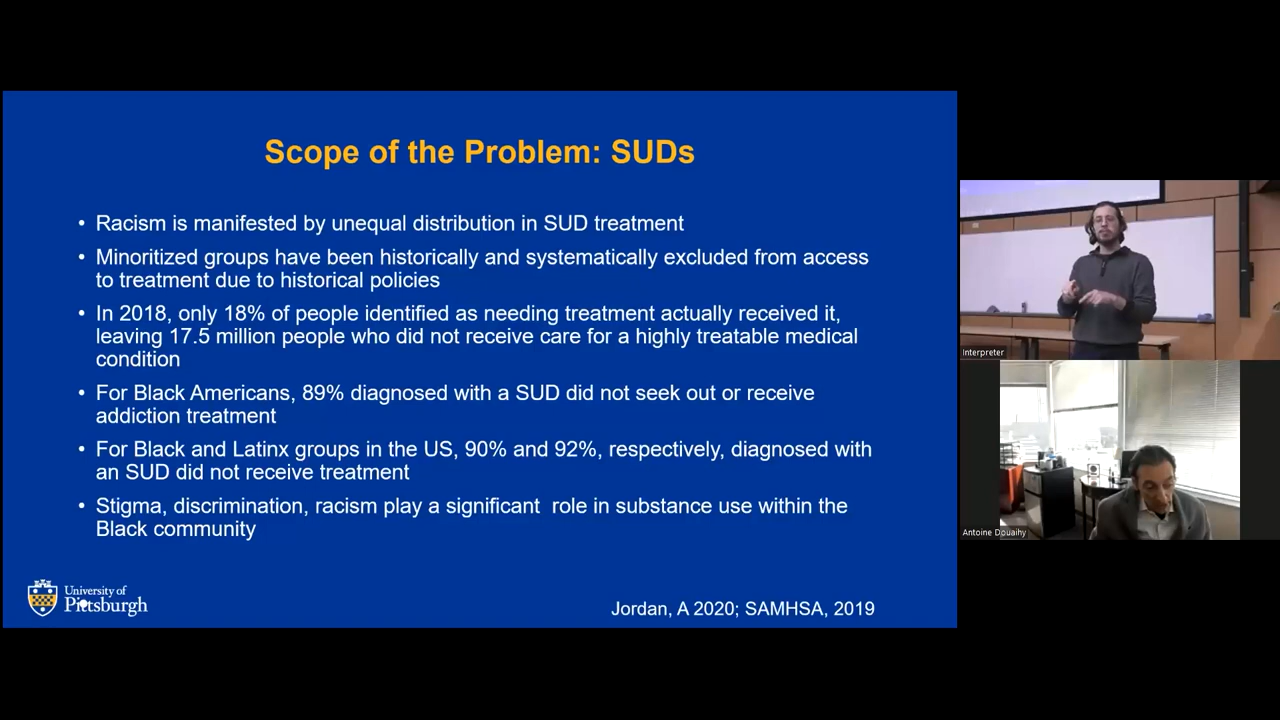 Scope of the Problem: SUDs
• Racism is manifested by unequal distribution in SUD treatment
• Minoritized groups have been historically and systematically excluded from access
to treatment due to historical policies
• In 2018, only 18% of people identified as needing treatment actually received it,
leaving 17.5 million people who did not receive care for a highly treatable medical
condition
• For Black Americans, 89% diagnosed with a SUD did not seek out or receive
addiction treatment
• For Black and Latinx groups in the US, 90% and 92%, respectively, diagnosed with
an SUD did not receive treatment
• Stigma, discrimination, racism play a significant  role in substance use within the
Black community
University of
Pittsburgh
Jordan, A 2020; SAMHSA, 2019
Interpreter
Antoine Douaihy